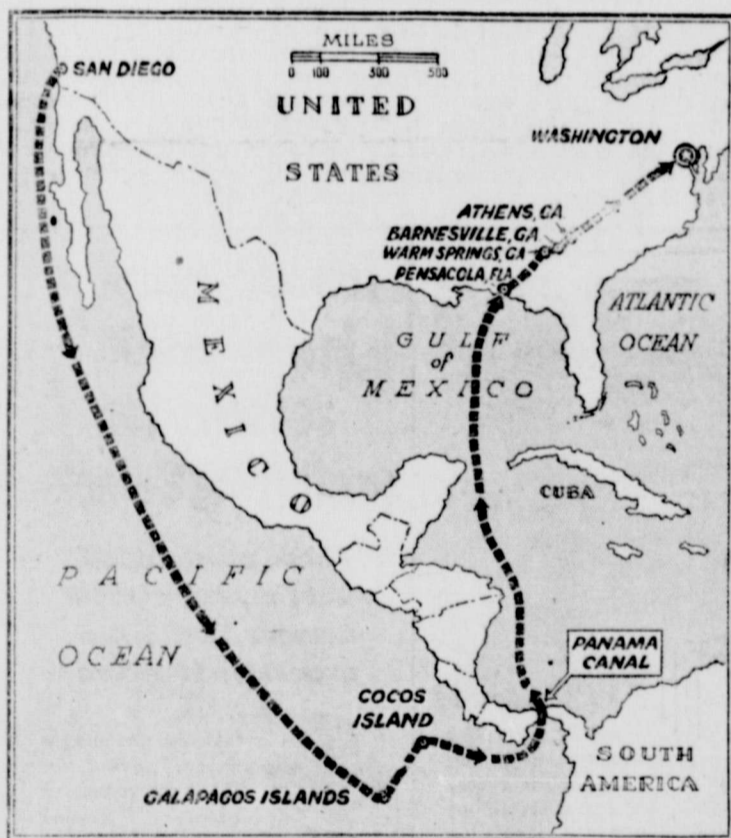 MILES
0 100 300 500
SAN DIEGO
UNITED
STATES
WASHINGTON
ATHENS, GA
BARNESVILLE, GA
WARM SPRINGS, GA
PENSACOLA, FLA
ATLANTIC
OCEAN
MEXICO
GULF
of
MEXICO
CUBA
PACIFIC
OCEAN
PANAMA
CANAL
COCOS
ISLAND
GALAPAGOS ISLANDS
SOUTH
AMERICA